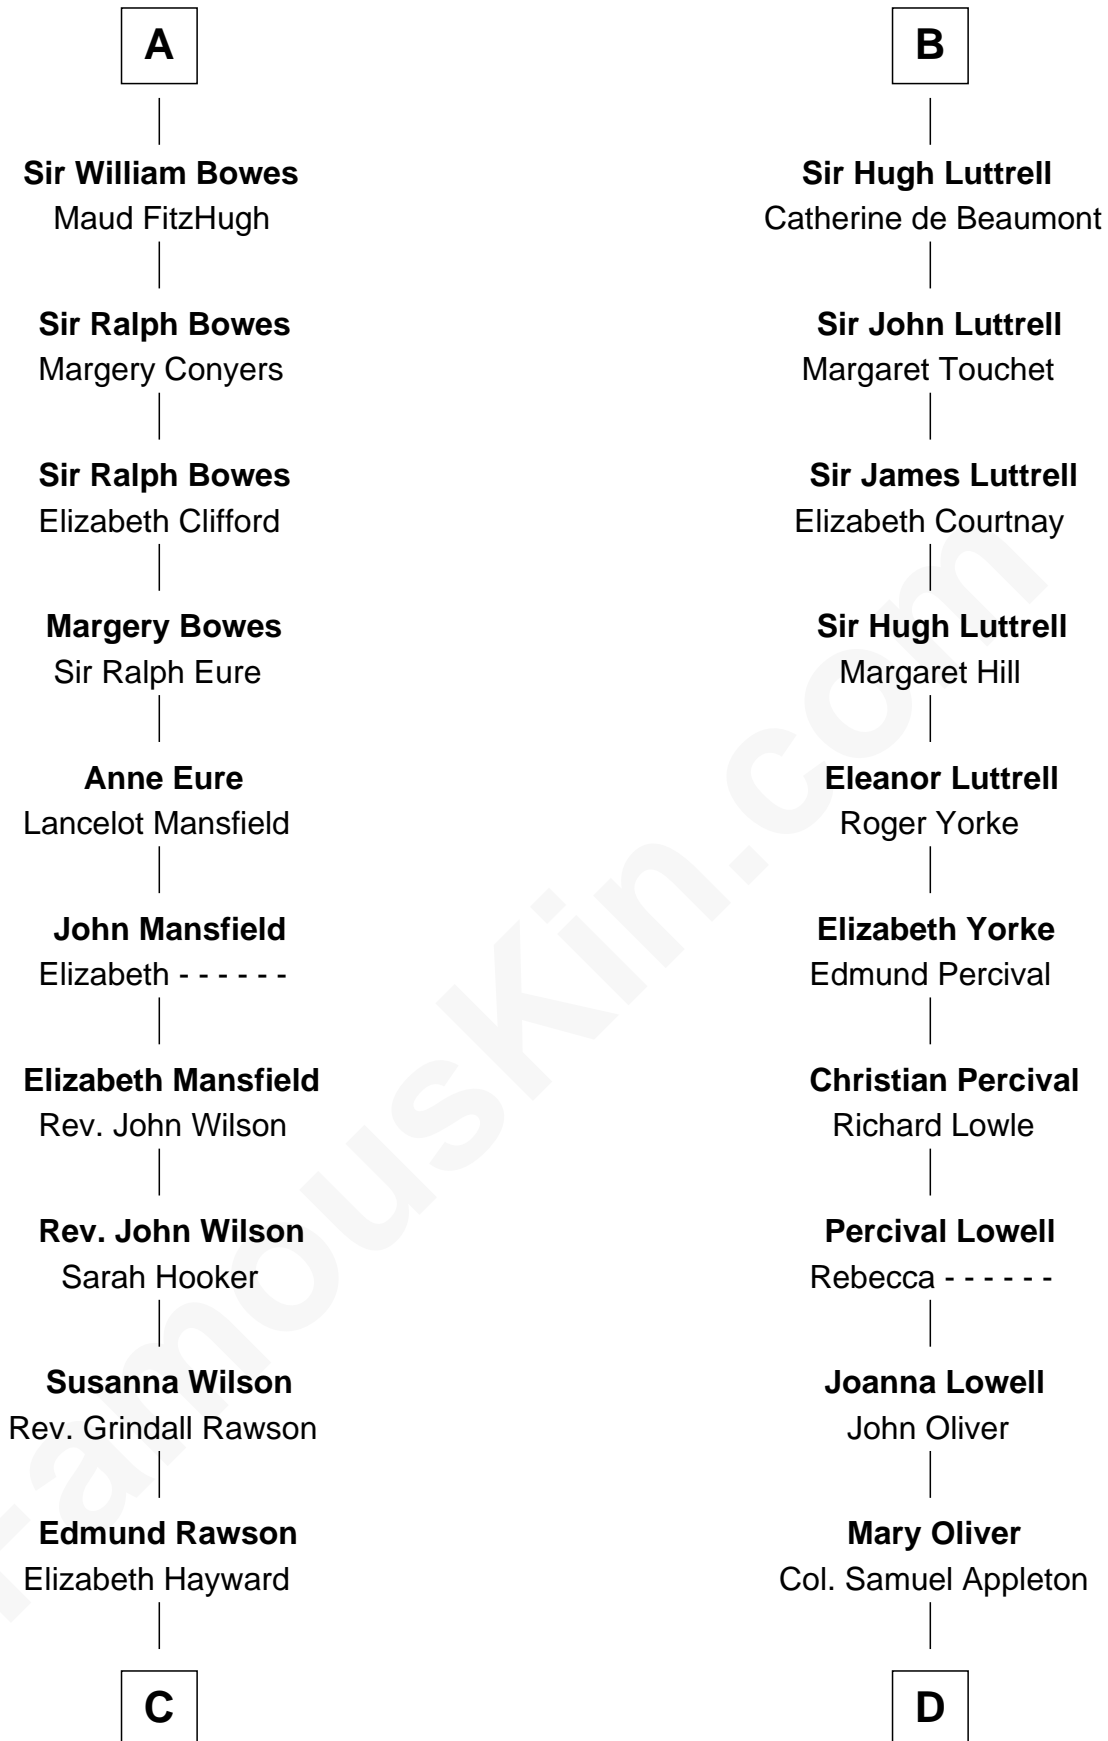 A
Sir William Bowes
Maud FitzHugh
Sir Ralph Bowes
Margery Conyers
Sir Ralph Bowes
Elizabeth Clifford
Margery Bowes
Sir Ralph Eure
Anne Eure
Lancelot Mansfield
John Mansfield
Elizabeth - - - - - -
Elizabeth Mansfield
Rev. John Wilson
Rev. John Wilson
Sarah Hooker
Susanna Wilson
Rev. Grindall Rawson
Edmund Rawson
Elizabeth Hayward
C
B
Sir Hugh Luttrell
Catherine de Beaumont
Sir John Luttrell
Margaret Touchet
Sir James Luttrell
Elizabeth Courtnay
Sir Hugh Luttrell
Margaret Hill
Eleanor Luttrell
Roger Yorke
Elizabeth Yorke
Edmund Percival
Christian Percival
Richard Lowle
Percival Lowell
Rebecca - - - - - -
Joanna Lowell
John Oliver
Mary Oliver
Col. Samuel Appleton
D
FamousKin.com